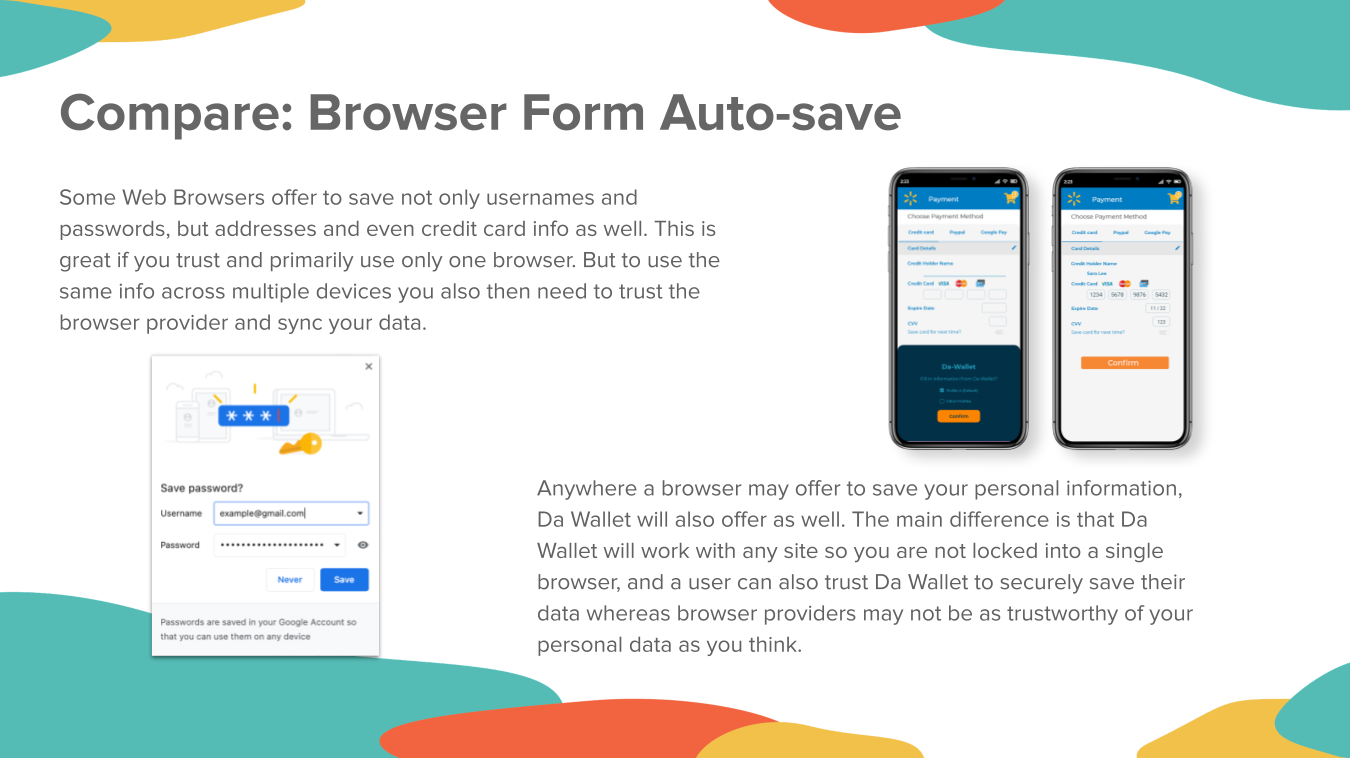 Compare: Browser Form Auto-save
Some Web Browsers offer to save not only usernames and
passwords, but addresses and even credit card info as well. This is
great if you trust and primarily use only one browser. But to use the
same info across multiple devices you also then need to trust the
browser provider and sync your data.
Save password?
Username example@gmail.com
Password
Never Save
Passwords are saved in your Google Account so
that you can use them on any device
2:23
Payment
Choose Payment Method
Credit card Paypal Google Pay
Card Details
Credit Holder Name
Credit Card VISA
Expire Date
CVV
Save card for next time?
Da-Wallet
Fill in information from Da Wallet?
Confirm
2:23
Payment
Choose Payment Method
Credit card Paypal Google Pay
Card Details
Credit Holder Name
Sara Lee
Credit Card VISA
1234 5678 9876 5432
Expire Date 11 / 22
CVV 123
Save card for next time?
Confirm
Anywhere a browser may offer to save your personal information,
Da Wallet will also offer as well. The main difference is that Da
Wallet will work with any site so you are not locked into a single
browser, and a user can also trust Da Wallet to securely save their
data whereas browser providers may not be as trustworthy of your
personal data as you think.